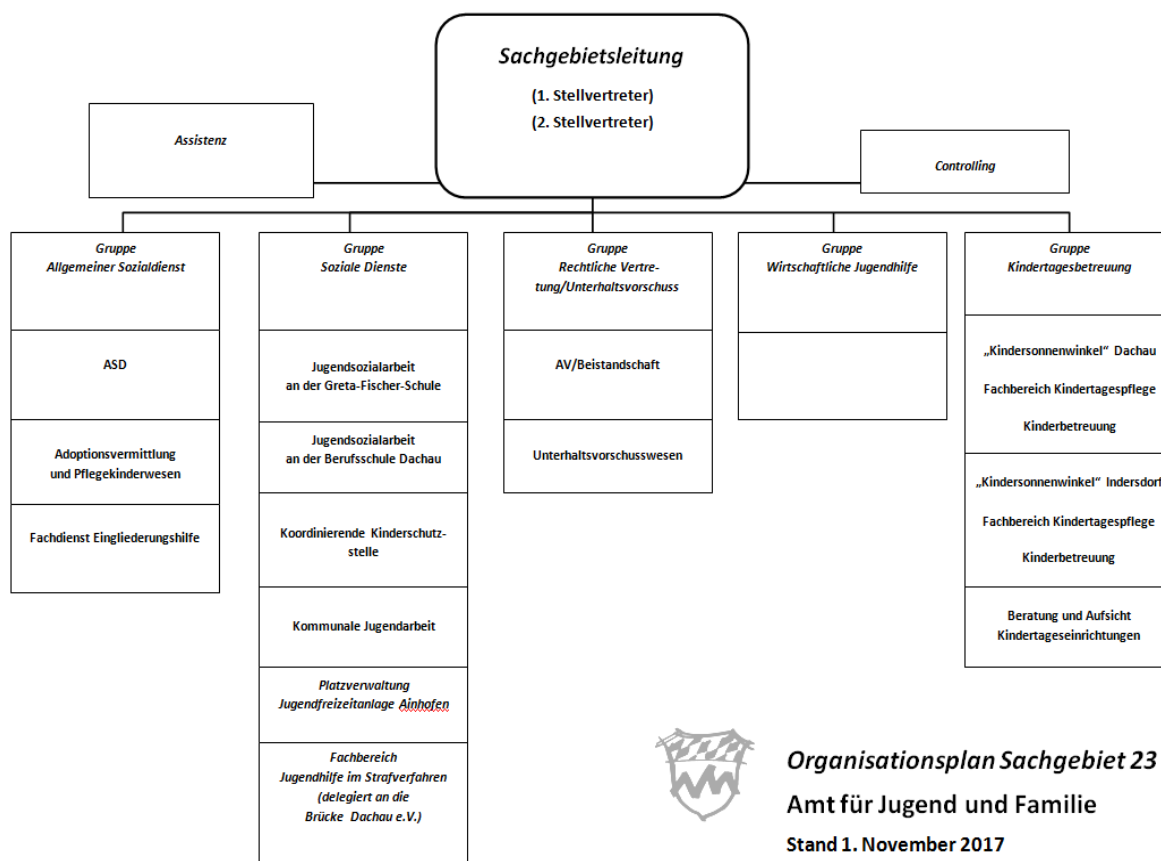 Sachgebietsleitung
(1. Stellvertreter)
(2. Stellvertreter)
Assistenz
Controlling
Gruppe
Allgemeiner Sozialdienst
ASD
Adoptionsvermittlung
und Pflegekinderwesen
Fachdienst Eingliederungshilfe
Gruppe
Soziale Dienste
Jugendsozialarbeit
an der Greta-Fischer-Schule
Jugendsozialarbeit
an der Berufsschule Dachau
Koordinierende Kinderschutz-
stelle
Kommunale Jugendarbeit
Platzverwaltung
Jugendfreizeitanlage Ainhofen
Fachbereich
Jugendhilfe im Strafverfahren
(delegiert an die
Brücke Dachau e.V.)
Gruppe
Rechtliche Vertre-
tung/Unterhaltsvorschuss
AV/Beistandschaft
Unterhaltsvorschusswesen
Gruppe
Wirtschaftliche Jugendhilfe
Gruppe
Kindertagesbetreuung
„Kindersonnenwinkel“ Dachau
Fachbereich Kindertagespflege
Kinderbetreuung
„Kindersonnenwinkel“ Indersdorf
Fachbereich Kindertagespflege
Kinderbetreuung
Beratung und Aufsicht
Kindertageseinrichtungen
Organisationsplan Sachgebiet 23
Amt für Jugend und Familie
Stand 1. November 2017